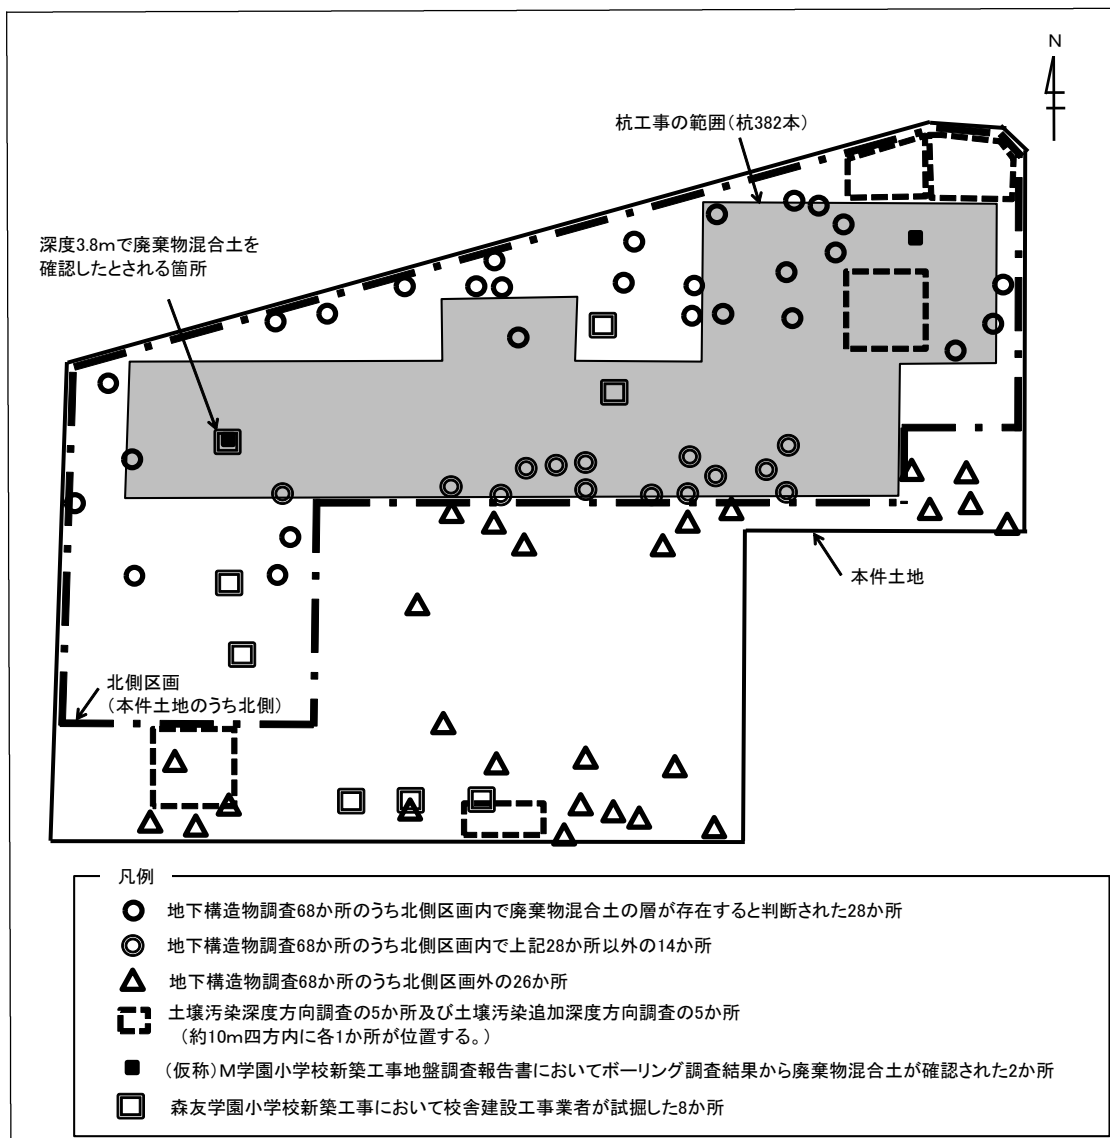 N
杭工事の範囲(杭382本)
深度3.8mで廃棄物混合土を
確認したとされる箇所
本件土地
北側区画
(本件土地のうち北側)
凡例
地下構造物調査68か所のうち北側区画内で廃棄物混合土の層が存在すると判断された28か所
地下構造物調査68か所のうち北側区画内で上記28か所以外の14か所
地下構造物調査68か所のうち北側区画外の26か所
土壌汚染深度方向調査の5か所及び土壌汚染追加深度方向調査の5か所
(約10m四方内に各1か所が位置する。)
(仮称)M学園小学校新築工事地盤調査報告書においてボーリング調査結果から廃棄物混合土が確認された2か所
森友学園小学校新築工事において校舎建設工事業者が試掘した8か所